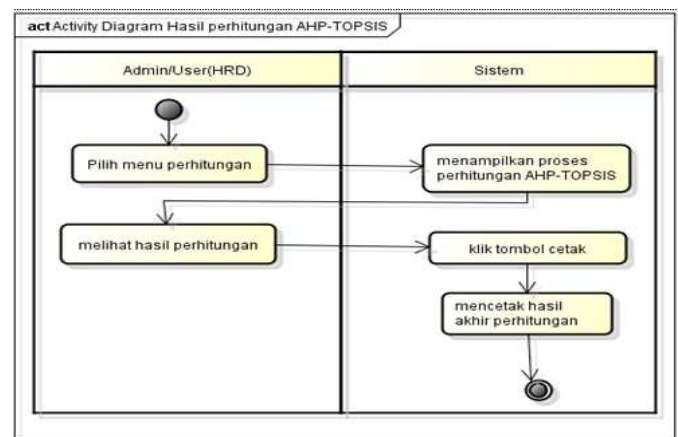 act Activity Diagram Hasil perhitungan AHP-TOPSIS
Admin/User(HRD)
Sistem
Pilih menu perhitungan
menampilkan proses
perhitungan AHP-TOPSIS
melihat hasil perhitungan
klik tombol cetak
mencetak hasil
akhir perhitungan